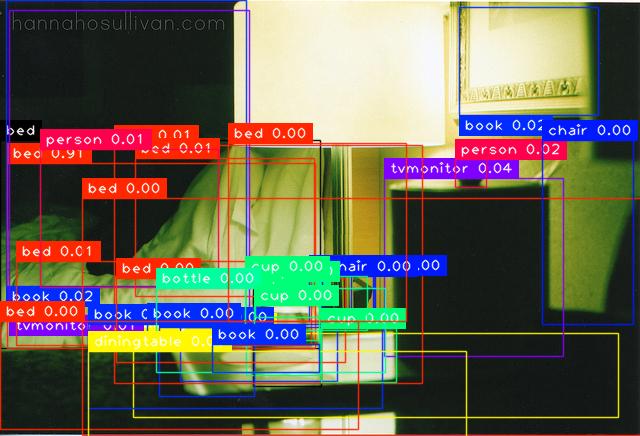 hannahosullivan.com
bed
person 0.01
0.01
bed 0.00
book 0.02
chair 0.00
bed 0.91
bed 0.01
person 0.02
tvmonitor 0.04
bed 0.00
bed 0.01
bed 0.00
cup 0.00
hair 0.00
.00
bottle 0.00
cup 0.00
book 0.02
bed 0.00
book 0
book 0.00
cup 0.00
tvmonitor 0.01
diningtable 0.0
book 0.00